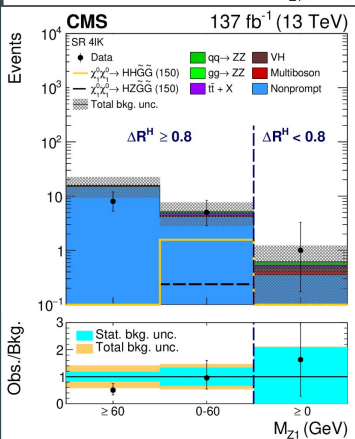 CMS 137 fb⁻¹ (13 TeV)
Events
SR 4lK
Data
χ̃⁰₁χ̃⁰₁→ HHG̃G̃ (150)
χ̃⁰₁χ̃⁰₁→ HZG̃G̃ (150)
Total bkg. unc.
qq→ ZZ
gg→ ZZ
tt̄ + X
VH
Multiboson
Nonprompt
ΔRᴴ ≥ 0.8
ΔRᴴ < 0.8
10⁴
10³
10²
10
1
10⁻¹
Obs./Bkg.
3
2
1
0
Stat. bkg. unc.
Total bkg. unc.
≥ 60
0-60
≥ 0
M_Z1 (GeV)